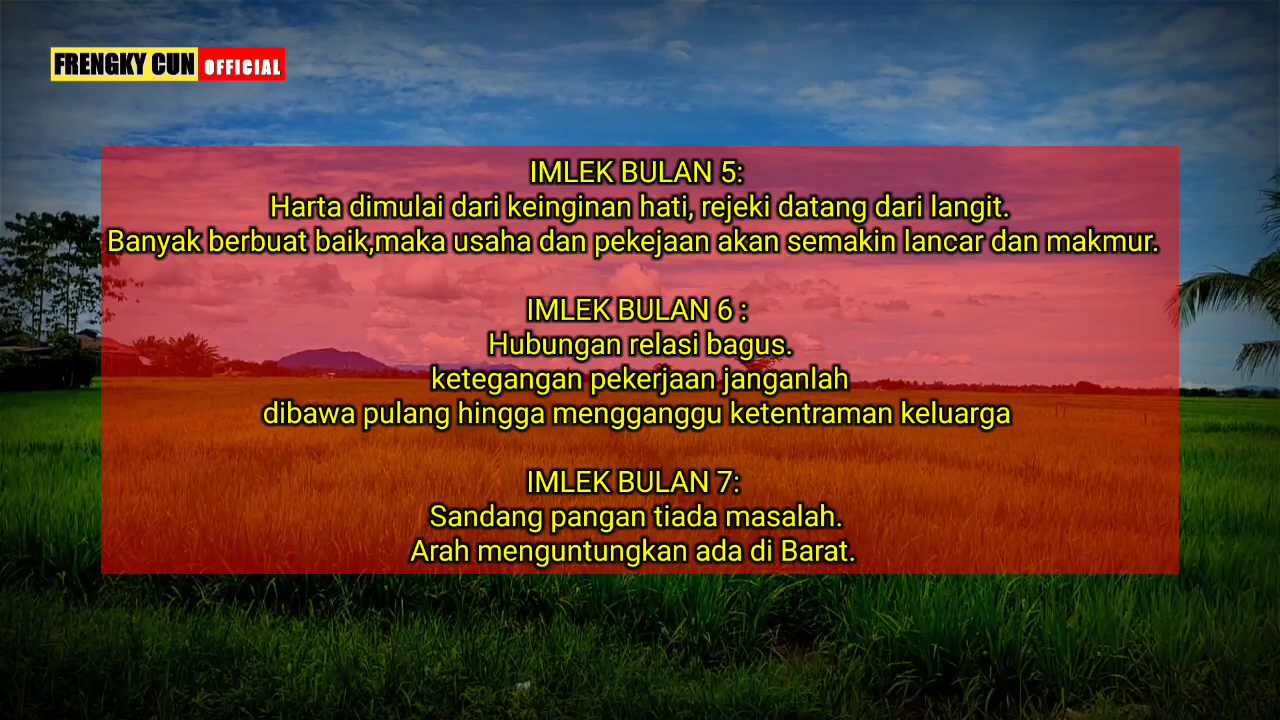 FRENGKY CUN OFFICIAL
IMLEK BULAN 5:
Harta dimulai dari keinginan hati, rejeki datang dari langit.
Banyak berbuat baik,maka usaha dan pekejaan akan semakin lancar dan makmur.
IMLEK BULAN 6 :
Hubungan relasi bagus.
ketegangan pekerjaan janganlah
dibawa pulang hingga mengganggu ketentraman keluarga
IMLEK BULAN 7:
Sandang pangan tiada masalah.
Arah menguntungkan ada di Barat.